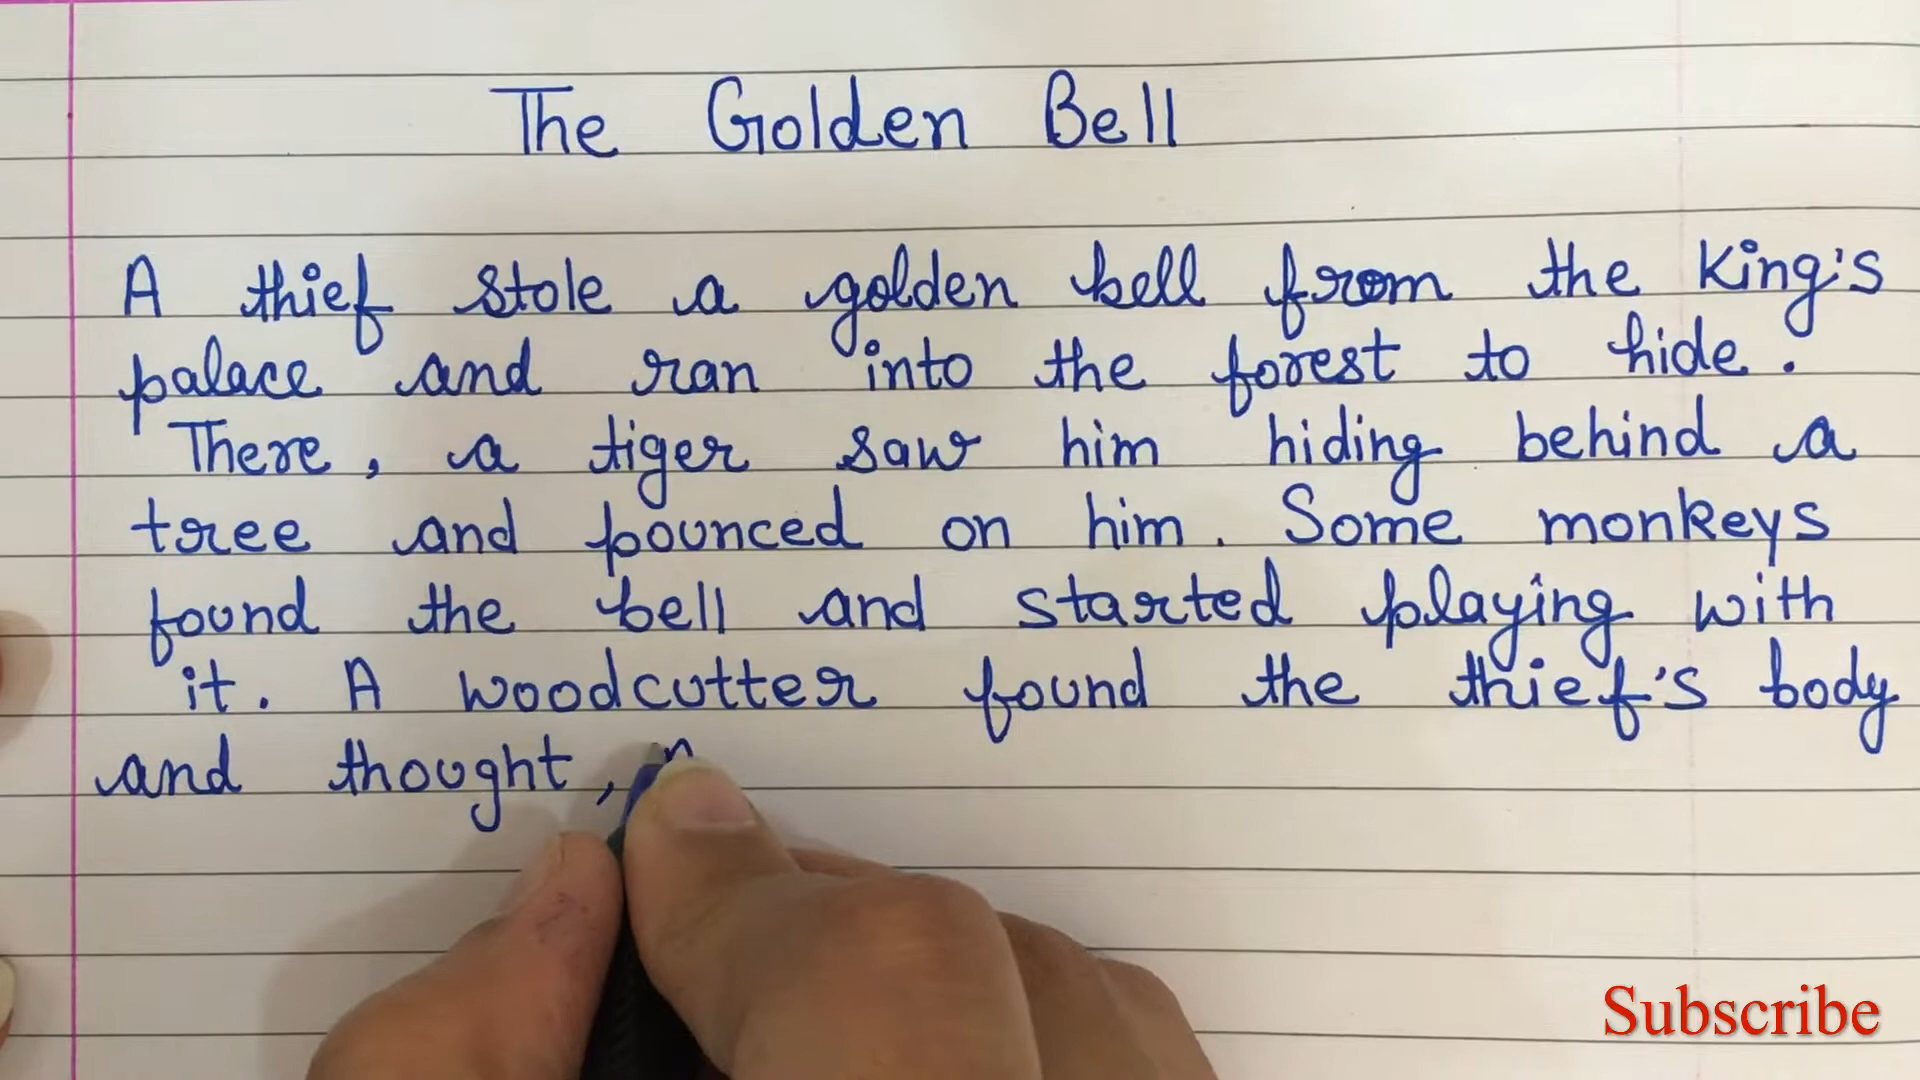 The Golden Bell
A thief stole a golden bell from the King's
palace and ran into the forest to hide.
There, a tiger saw him hiding behind a
tree and pounced on him. Some monkeys
found the bell and started playing with
it. A woodcutter found the thief's body
and thought,
Subscribe